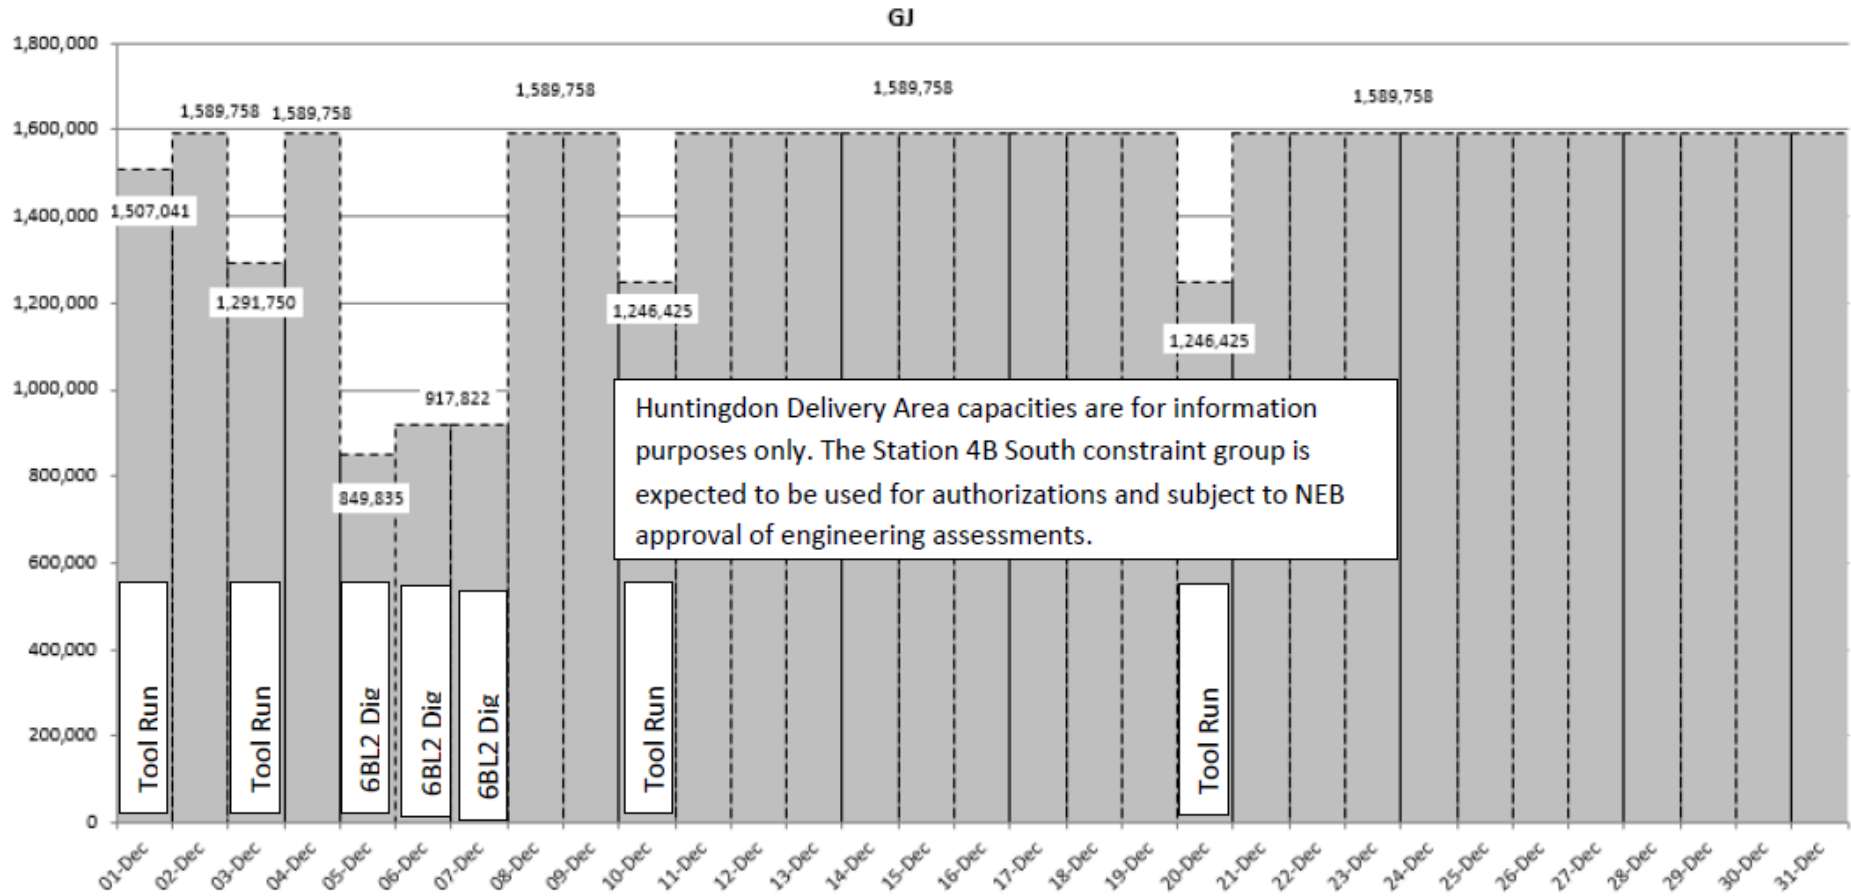 GJ
1,800,000
1,600,000
1,400,000
1,200,000
1,000,000
800,000
600,000
400,000
200,000
0
1,507,041
1,589,758
1,291,750
1,589,758
849,835
917,822
1,589,758
1,246,425
1,589,758
1,246,425
1,589,758
Huntingdon Delivery Area capacities are for information
purposes only. The Station 4B South constraint group is
expected to be used for authorizations and subject to NEB
approval of engineering assessments.
Tool Run
Tool Run
6BL2 Dig
6BL2 Dig
6BL2 Dig
Tool Run
Tool Run
01-Dec
02-Dec
03-Dec
04-Dec
05-Dec
06-Dec
07-Dec
08-Dec
09-Dec
10-Dec
11-Dec
12-Dec
13-Dec
14-Dec
15-Dec
16-Dec
17-Dec
18-Dec
19-Dec
20-Dec
21-Dec
22-Dec
23-Dec
24-Dec
25-Dec
26-Dec
27-Dec
28-Dec
29-Dec
30-Dec
31-Dec